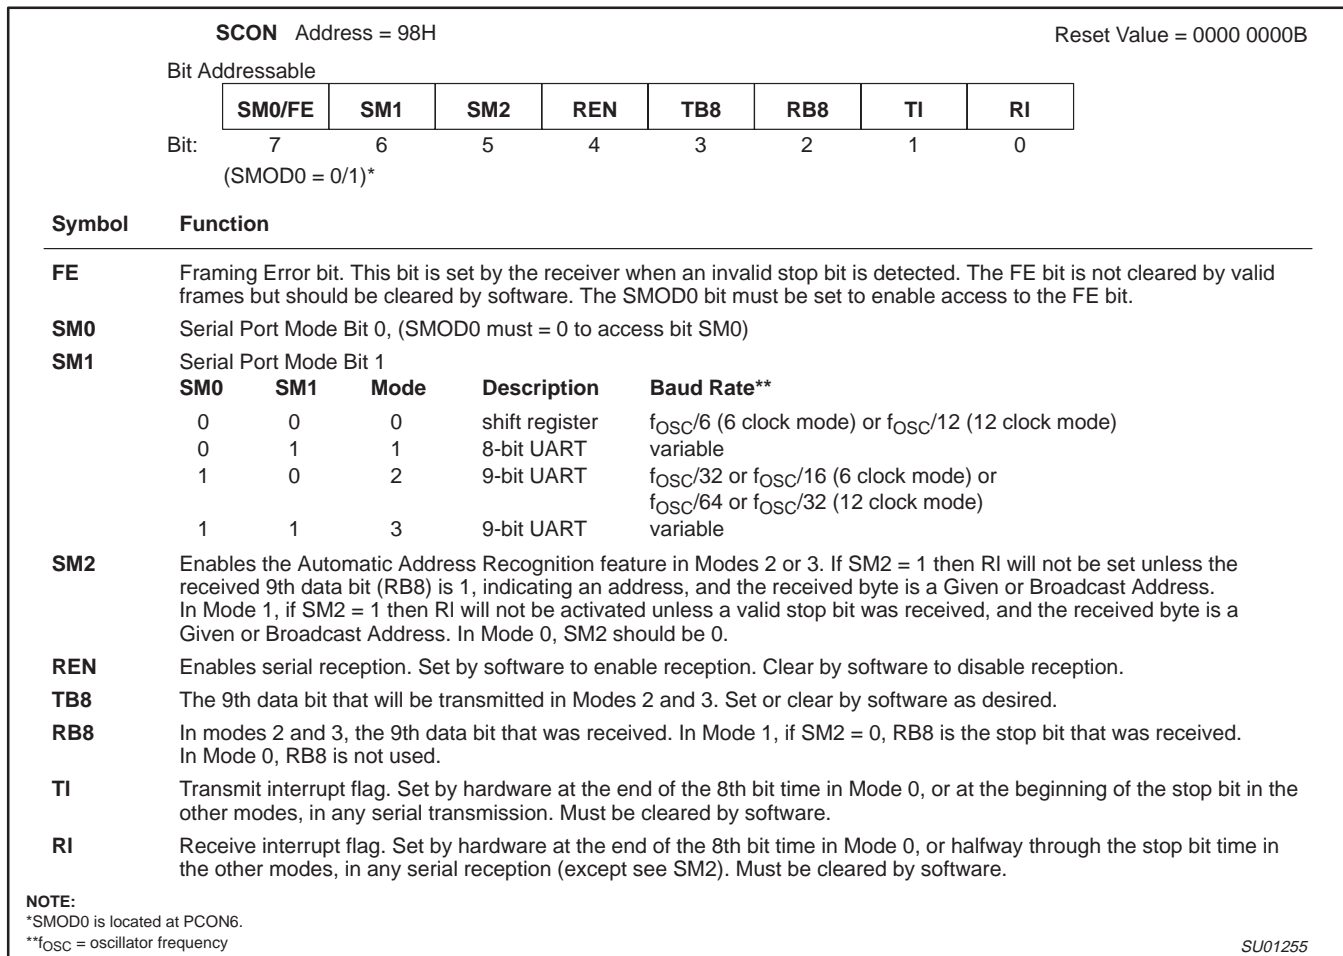 SCON Address = 98H Reset Value = 0000 0000B
Bit Addressable
SM0/FE SM1 SM2 REN TB8 RB8 TI RI
Bit: 7 6 5 4 3 2 1 0
(SMOD0 = 0/1)*
Symbol Function
FE Framing Error bit. This bit is set by the receiver when an invalid stop bit is detected. The FE bit is not cleared by valid
frames but should be cleared by software. The SMOD0 bit must be set to enable access to the FE bit.
SM0 Serial Port Mode Bit 0, (SMOD0 must = 0 to access bit SM0)
SM1 Serial Port Mode Bit 1
SM0 SM1 Mode Description Baud Rate**
0 0 0 shift register fOSC/6 (6 clock mode) or fOSC/12 (12 clock mode)
0 1 1 8-bit UART variable
1 0 2 9-bit UART fOSC/32 or fOSC/16 (6 clock mode) or
fOSC/64 or fOSC/32 (12 clock mode)
1 1 3 9-bit UART variable
SM2 Enables the Automatic Address Recognition feature in Modes 2 or 3. If SM2 = 1 then RI will not be set unless the
received 9th data bit (RB8) is 1, indicating an address, and the received byte is a Given or Broadcast Address.
In Mode 1, if SM2 = 1 then RI will not be activated unless a valid stop bit was received, and the received byte is a
Given or Broadcast Address. In Mode 0, SM2 should be 0.
REN Enables serial reception. Set by software to enable reception. Clear by software to disable reception.
TB8 The 9th data bit that will be transmitted in Modes 2 and 3. Set or clear by software as desired.
RB8 In modes 2 and 3, the 9th data bit that was received. In Mode 1, if SM2 = 0, RB8 is the stop bit that was received.
In Mode 0, RB8 is not used.
TI Transmit interrupt flag. Set by hardware at the end of the 8th bit time in Mode 0, or at the beginning of the stop bit in the
other modes, in any serial transmission. Must be cleared by software.
RI Receive interrupt flag. Set by hardware at the end of the 8th bit time in Mode 0, or halfway through the stop bit time in
the other modes, in any serial reception (except see SM2). Must be cleared by software.
NOTE:
*SMOD0 is located at PCON6.
**fOSC = oscillator frequency
SU01255